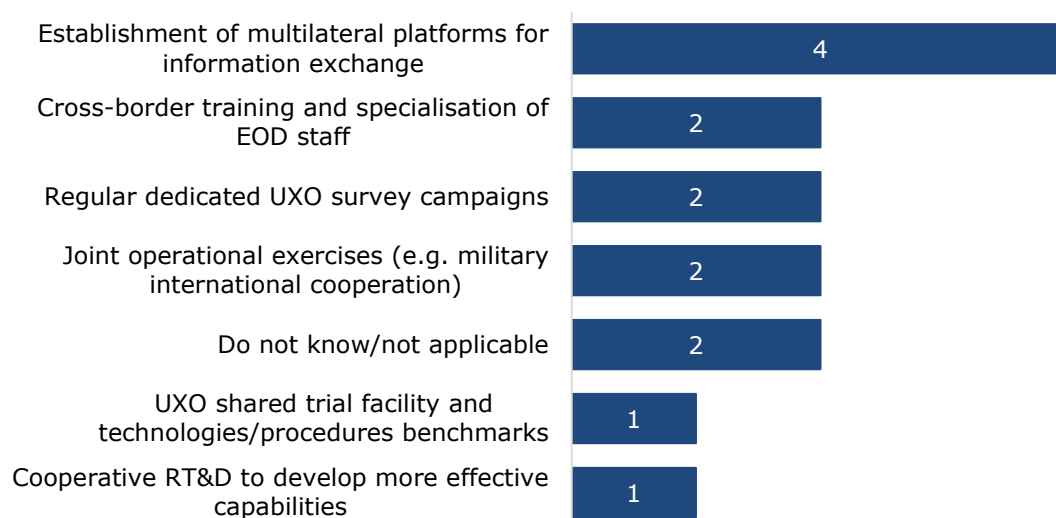 Establishment of multilateral platforms for
information exchange
4
Cross-border training and specialisation of
EOD staff
2
Regular dedicated UXO survey campaigns
2
Joint operational exercises (e.g. military
international cooperation)
2
Do not know/not applicable
2
UXO shared trial facility and
technologies/procedures benchmarks
1
Cooperative RT&D to develop more effective
capabilities
1